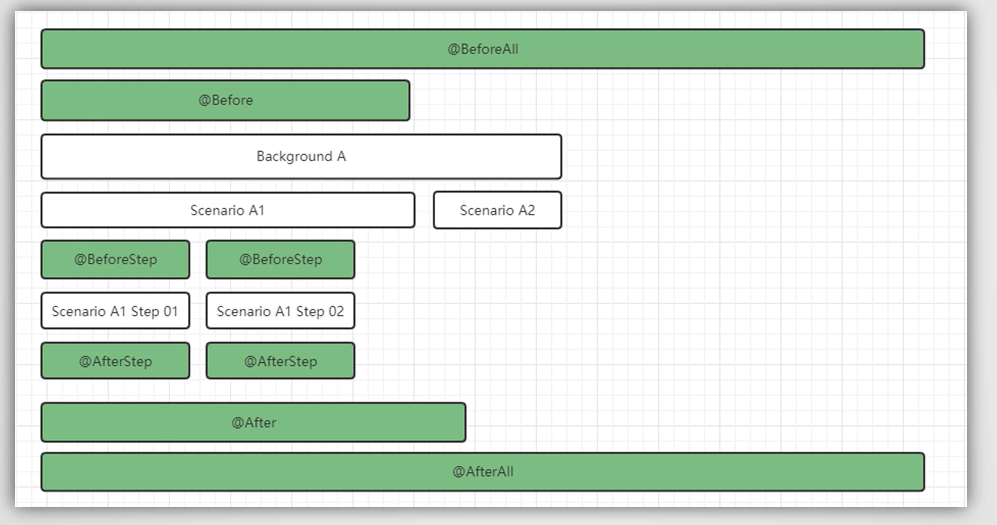 @BeforeAll
@Before
Background A
Scenario A1
Scenario A2
@BeforeStep
@BeforeStep
Scenario A1 Step 01
Scenario A1 Step 02
@AfterStep
@AfterStep
@After
@AfterAll